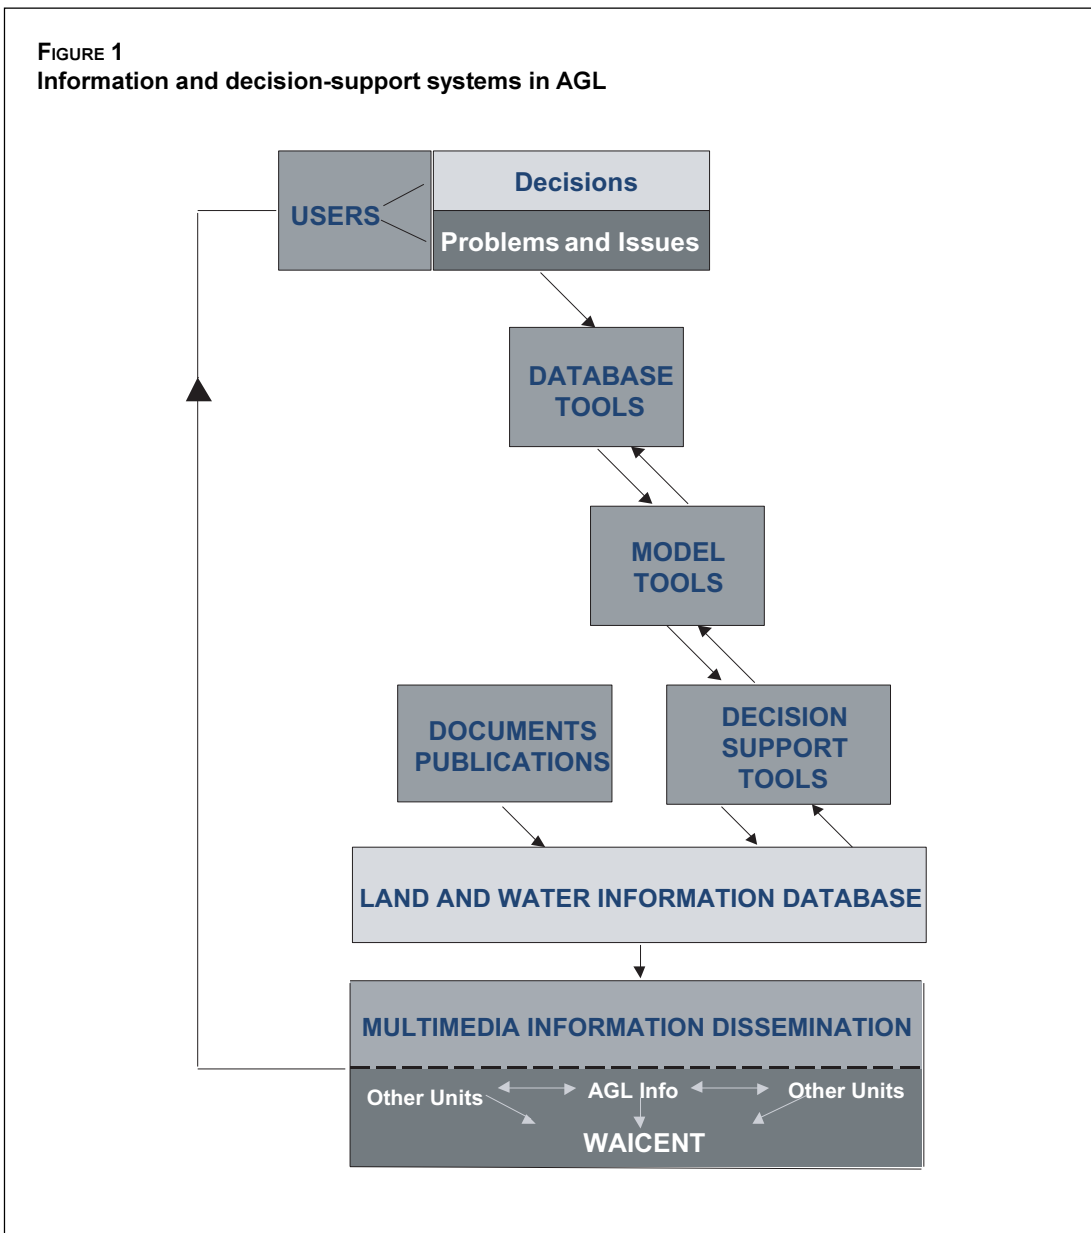 FIGURE 1
Information and decision-support systems in AGL
Decisions
USERS
Problems and Issues
DATABASE
TOOLS
MODEL
TOOLS
DOCUMENTS
PUBLICATIONS
DECISION
SUPPORT
TOOLS
LAND AND WATER INFORMATION DATABASE
MULTIMEDIA INFORMATION DISSEMINATION
Other Units
AGL Info
Other Units
WAICENT